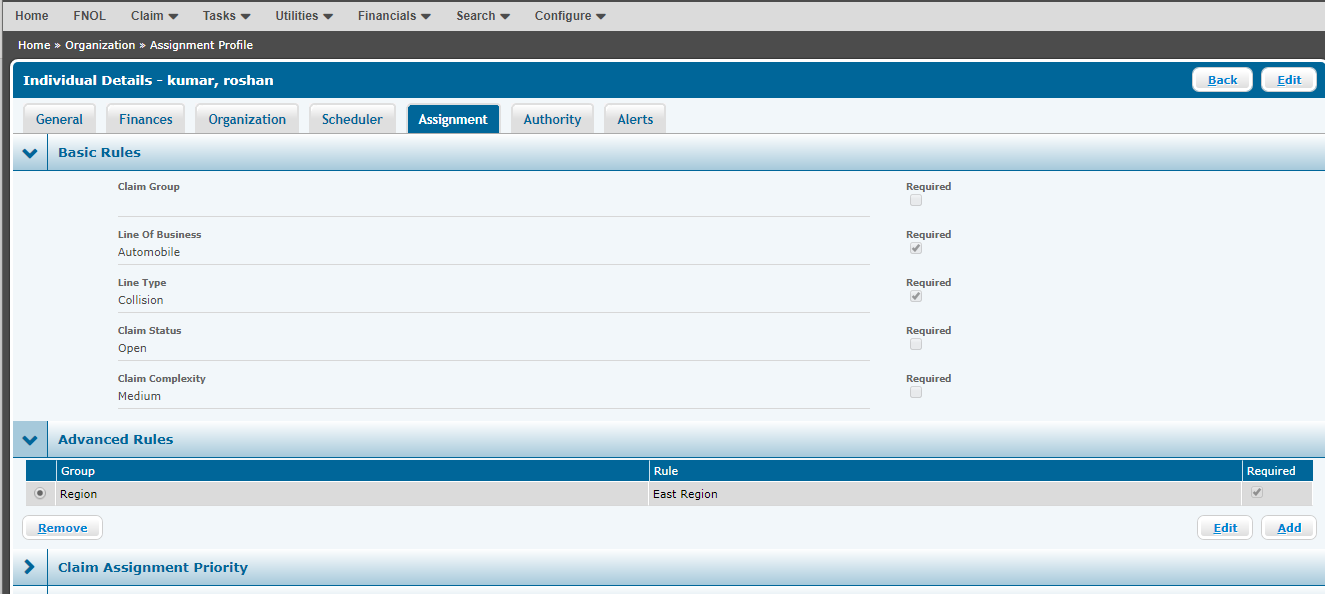 Home FNOL Claim Tasks Utilities Financials Search Configure
Home » Organization » Assignment Profile
Individual Details - kumar, roshan Back Edit
General Finances Organization Scheduler Assignment Authority Alerts
Basic Rules
Claim Group Required
Line Of Business Required
Automobile
Line Type Required
Collision
Claim Status Required
Open
Claim Complexity Required
Medium
Advanced Rules
Group Rule Required
Region East Region
Remove Edit Add
Claim Assignment Priority